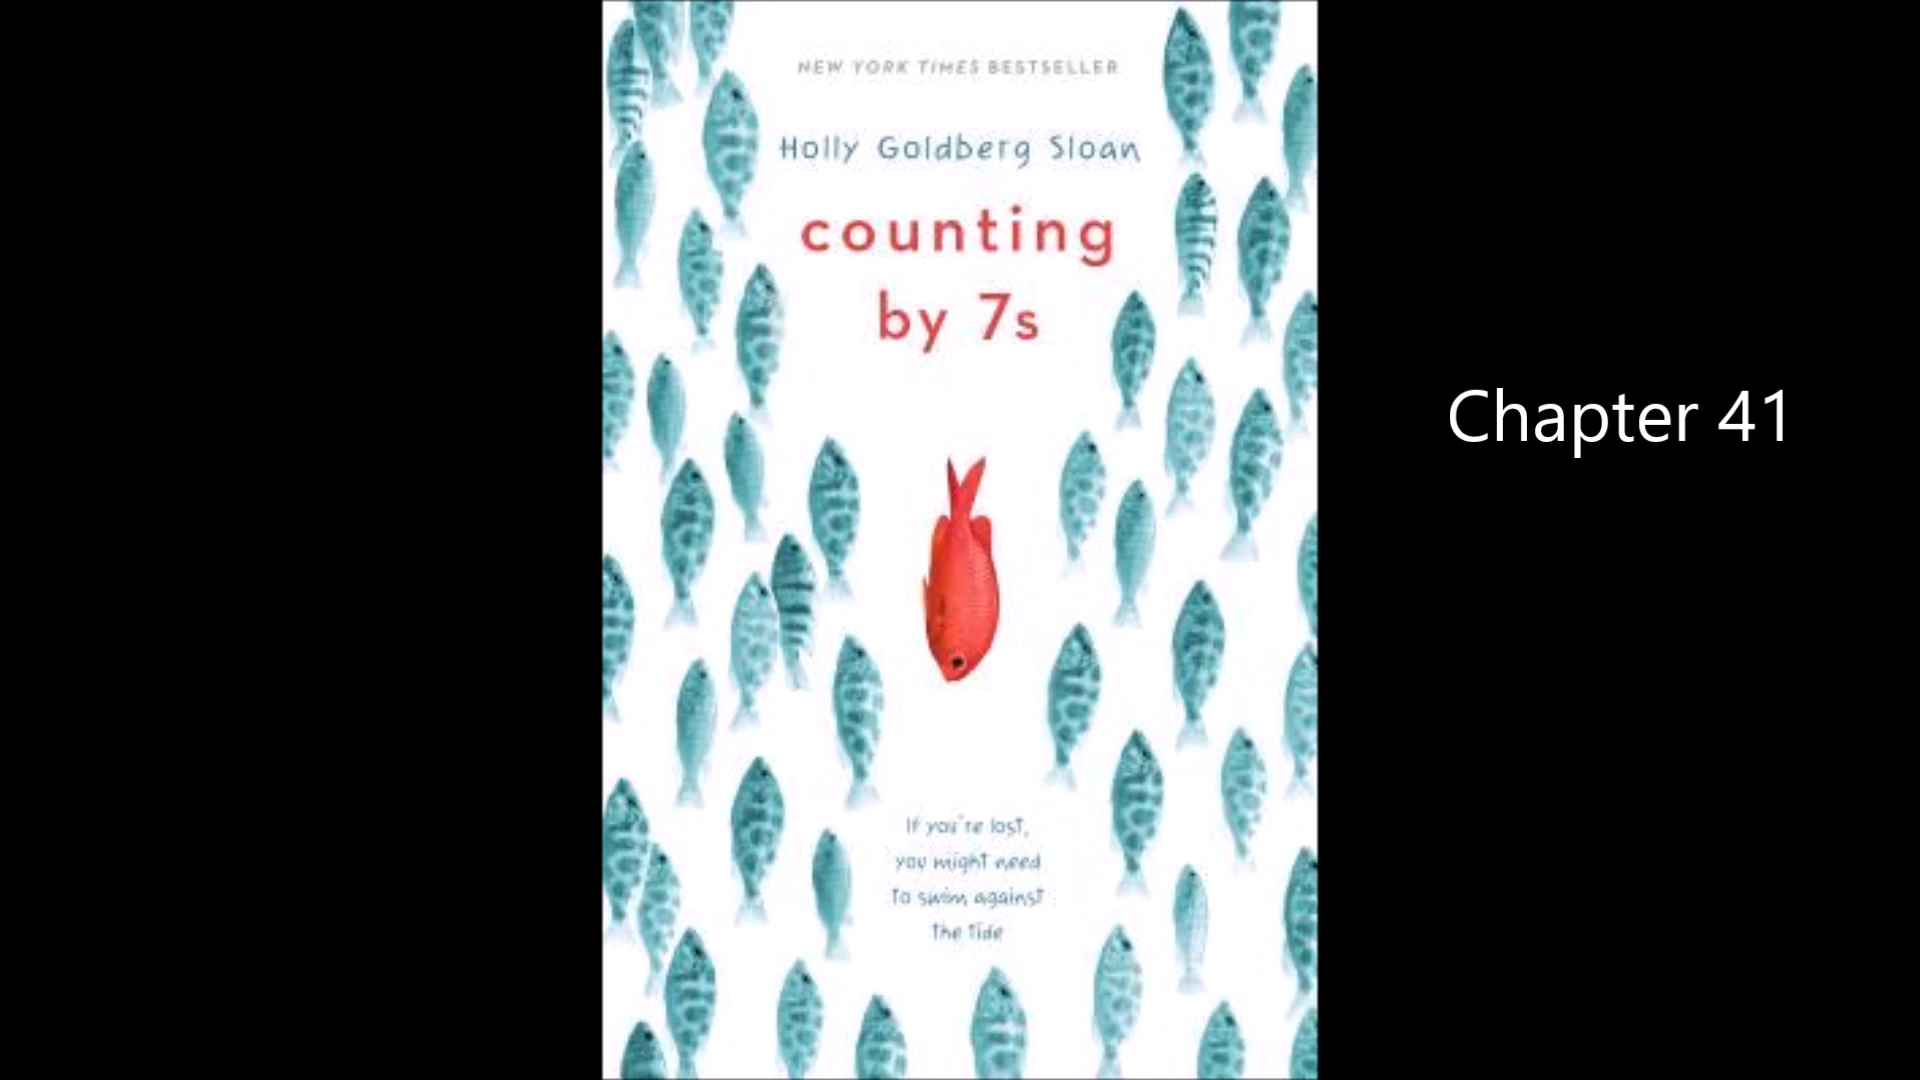 NEW YORK TIMES BESTSELLER
Holly Goldberg Sloan
counting
by 7s
If you're lost,
you might need
to swim against
the tide
Chapter 41